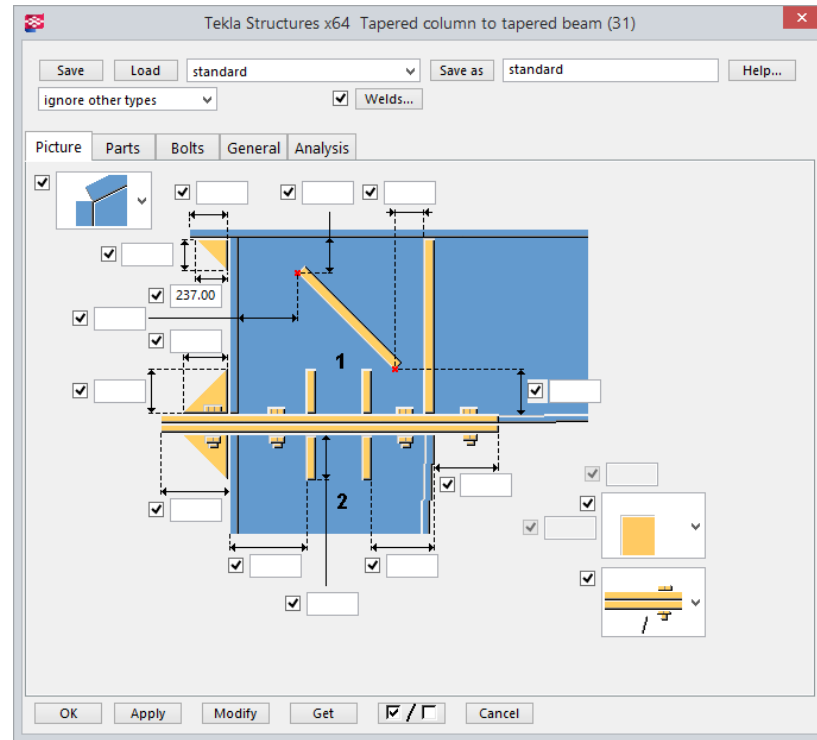 Tekla Structures x64 Tapered column to tapered beam (31)
Save Load standard Save as standard Help...
ignore other types Welds...
Picture Parts Bolts General Analysis
237.00
1
2
OK Apply Modify Get / Cancel